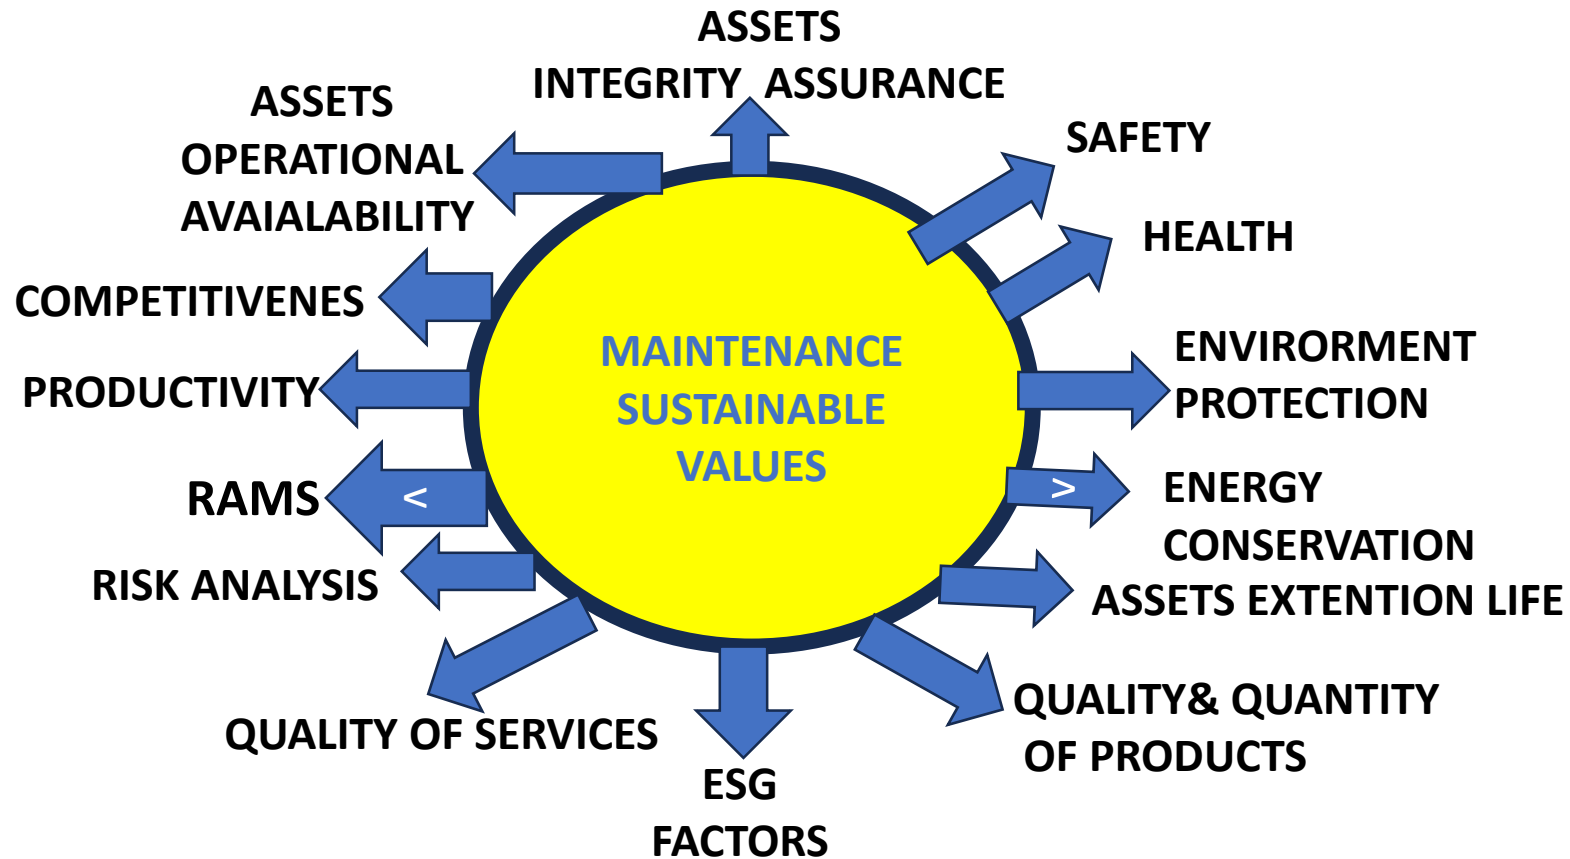 ASSETS
INTEGRITY ASSURANCE
ASSETS
OPERATIONAL
AVAIALABILITY
SAFETY
HEALTH
COMPETITIVENES
ENVIRORMENT
PROTECTION
MAINTENANCE
SUSTAINABLE
VALUES
PRODUCTIVITY
RAMS
<
>
ENERGY
CONSERVATION
RISK ANALYSIS
ASSETS EXTENTION LIFE
QUALITY OF SERVICES
QUALITY& QUANTITY
OF PRODUCTS
ESG
FACTORS